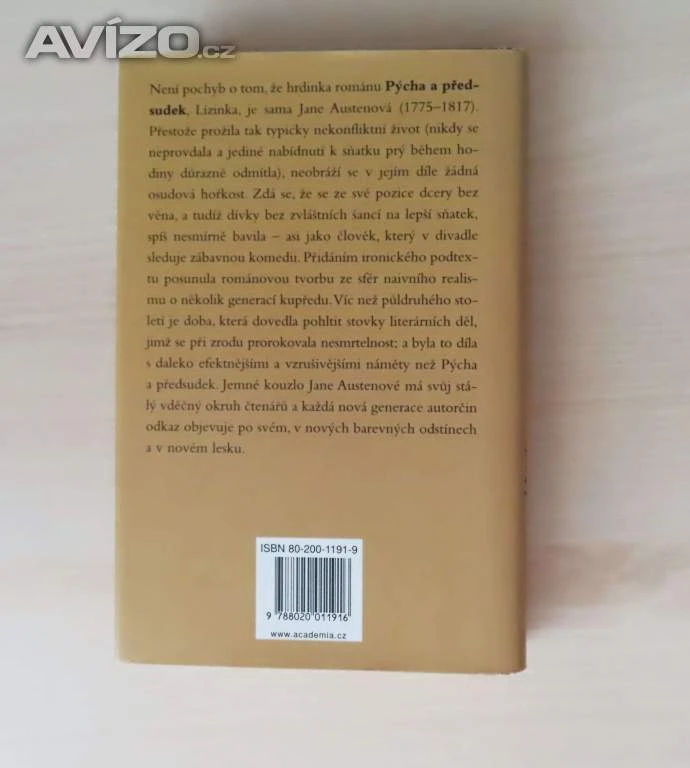 AVÍZO.cz
Není pochyb o tom, že hrdinka románu Pýcha a před-
sudek, Lizinka, je sama Jane Austenová (1775–1817).
Přestože prožila tak typicky nekonfliktní život (nikdy se
neprovdala a jediné nabídnutí k sňatku prý během ho-
diny důrazně odmítla), neobráží se v jejím díle žádná
osudová hořkost. Zdá se, že se ze své pozice dcery bez
věna, a tudíž dívky bez zvláštních šancí na lepší sňatek,
spíš nesmírně bavila – asi jako člověk, který v divadle
sleduje zábavnou komedii. Přidáním ironického podtex-
tu posunula románovou tvorbu ze sfér naivního realis-
mu o několik generací kupředu. Víc než půldruhého sto-
letí je doba, která dovedla pohltit stovky literárních děl,
jimž se při zrodu prorokovala nesmrtelnost; a byla to díla
s daleko efektnějšími a vzrušivějšími náměty než Pýcha
a předsudek. Jemné kouzlo Jane Austenové má svůj stá-
lý vděčný okruh čtenářů a každá nová generace autorčin
odkaz objevuje po svém, v nových barevných odstínech
a v novém lesku.
ISBN 80-200-1191-9
9 788020 011916
www.academia.cz